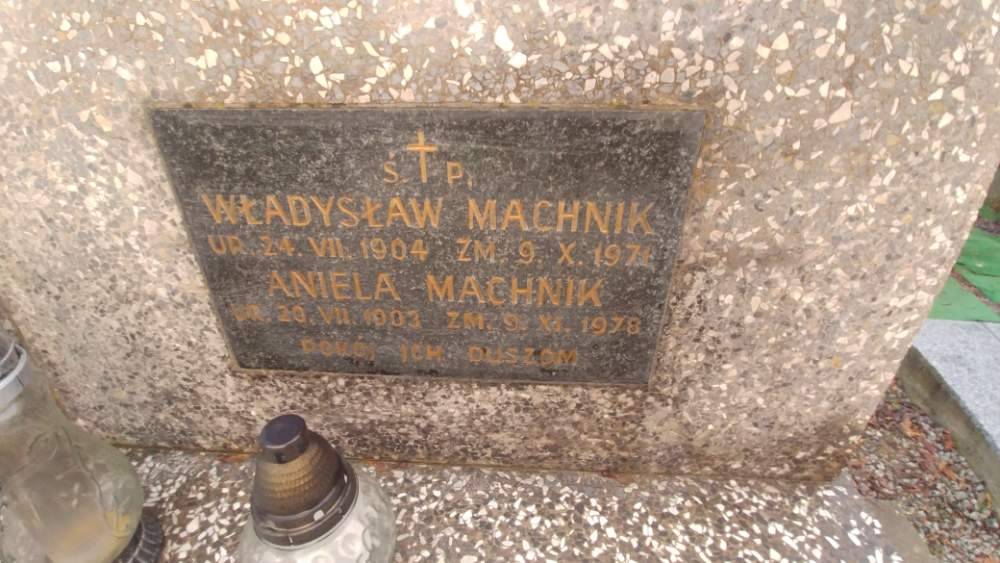 Ś. P.
WŁADYSŁAW MACHNIK
UR. 24. VII. 1904 ZM. 9. X. 1971
ANIELA MACHNIK
UR. 20. VII. 1903 ZM. 9. XI. 1978
POKÓJ ICH DUSZOM